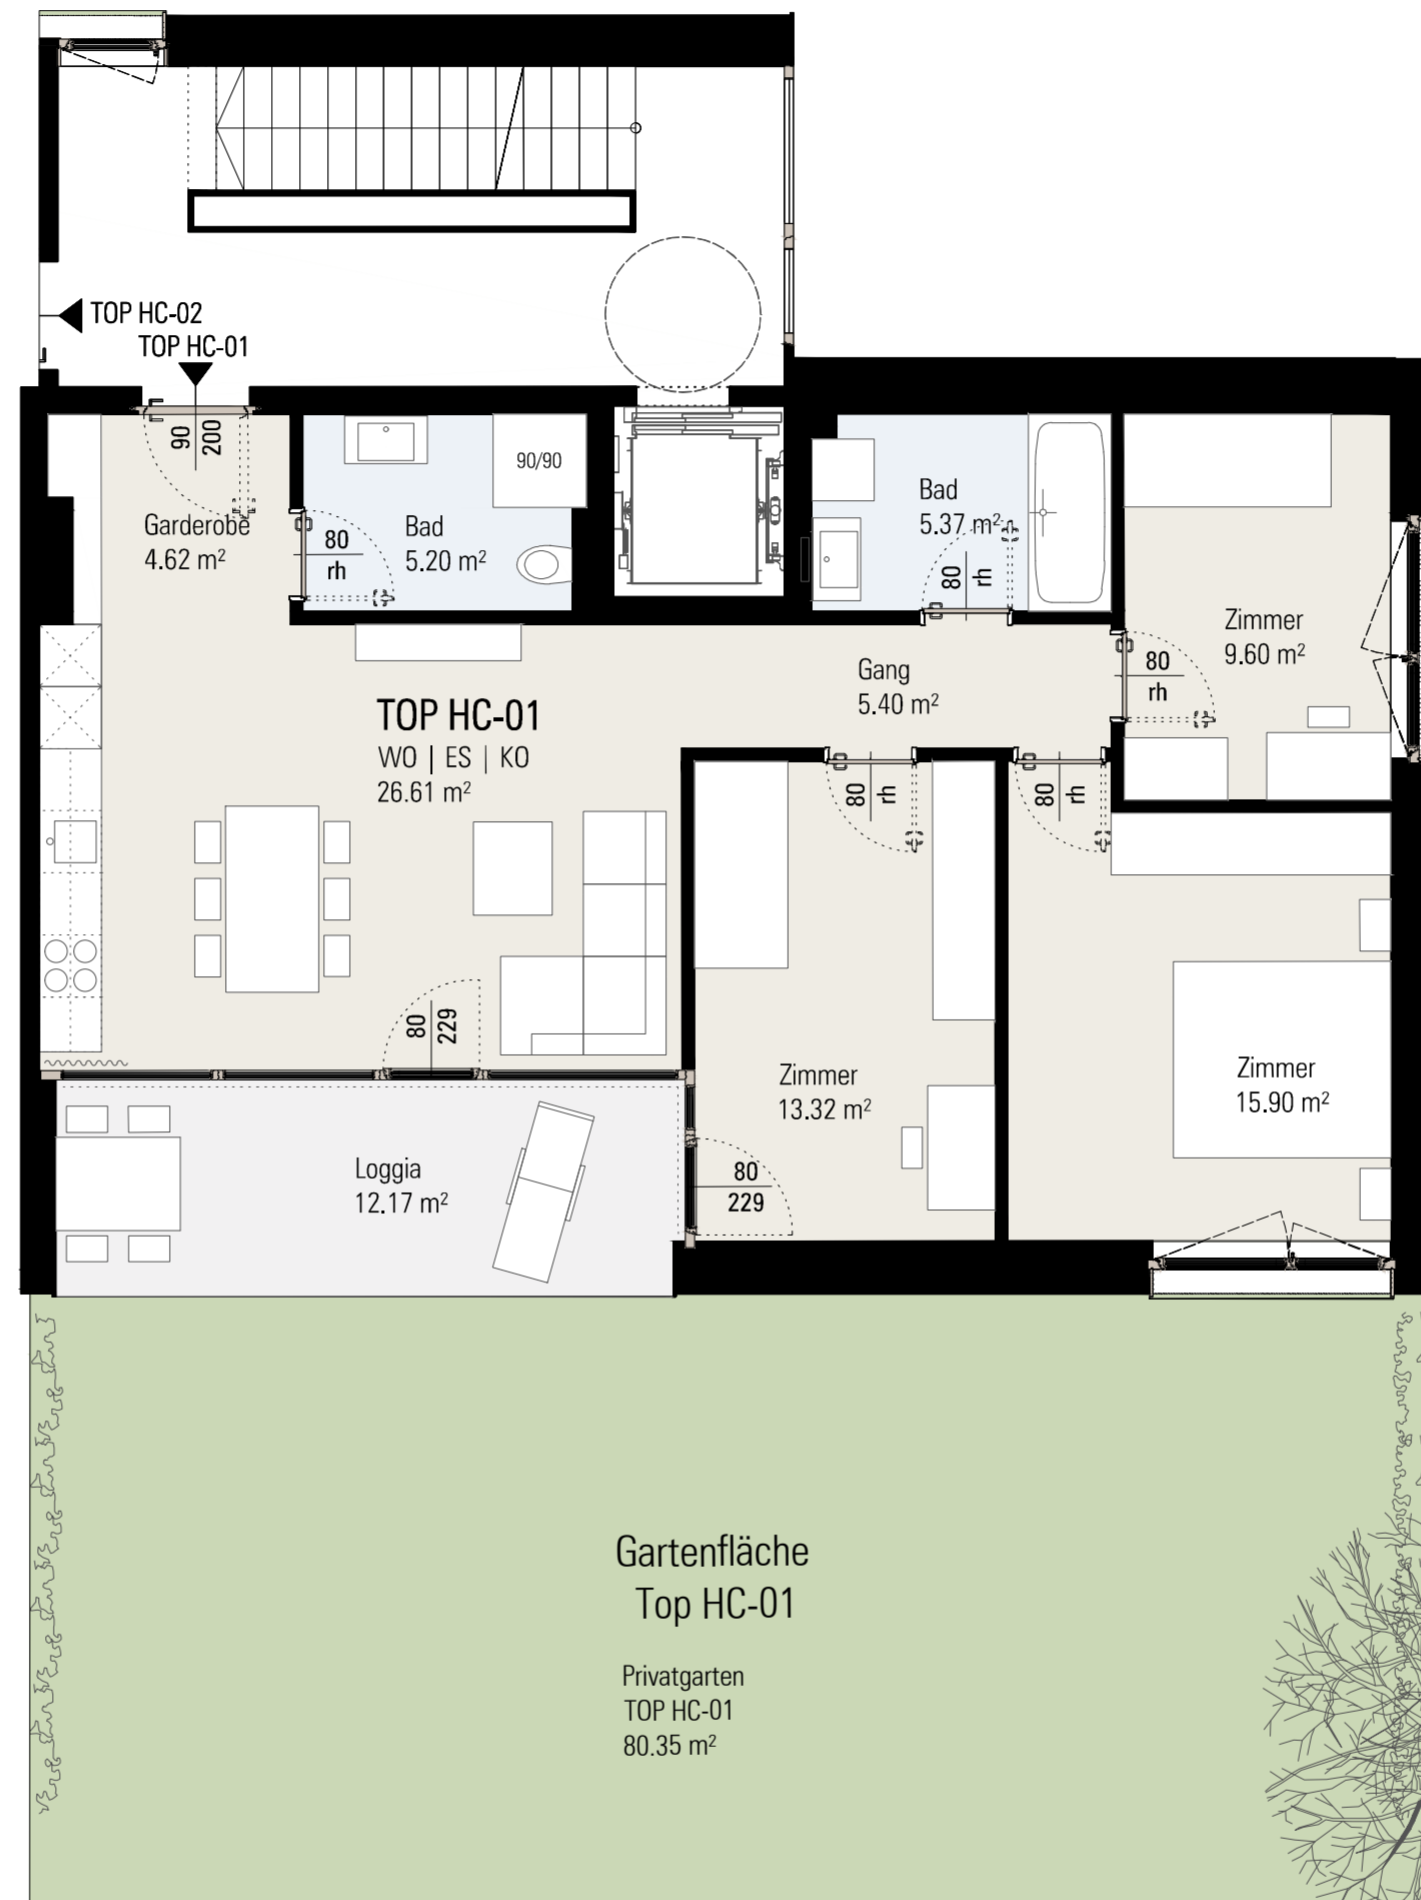 TOP HC-02
TOP HC-01
90
200
Garderobe
4.62 m²
80
rh
Bad
5.20 m²
90/90
Bad
5.37 m²
80
rh
Zimmer
9.60 m²
80
rh
Gang
5.40 m²
TOP HC-01
WO | ES | KO
26.61 m²
80
rh
80
rh
80
229
Zimmer
13.32 m²
Zimmer
15.90 m²
80
229
Loggia
12.17 m²
Gartenfläche
Top HC-01
Privatgarten
TOP HC-01
80.35 m²